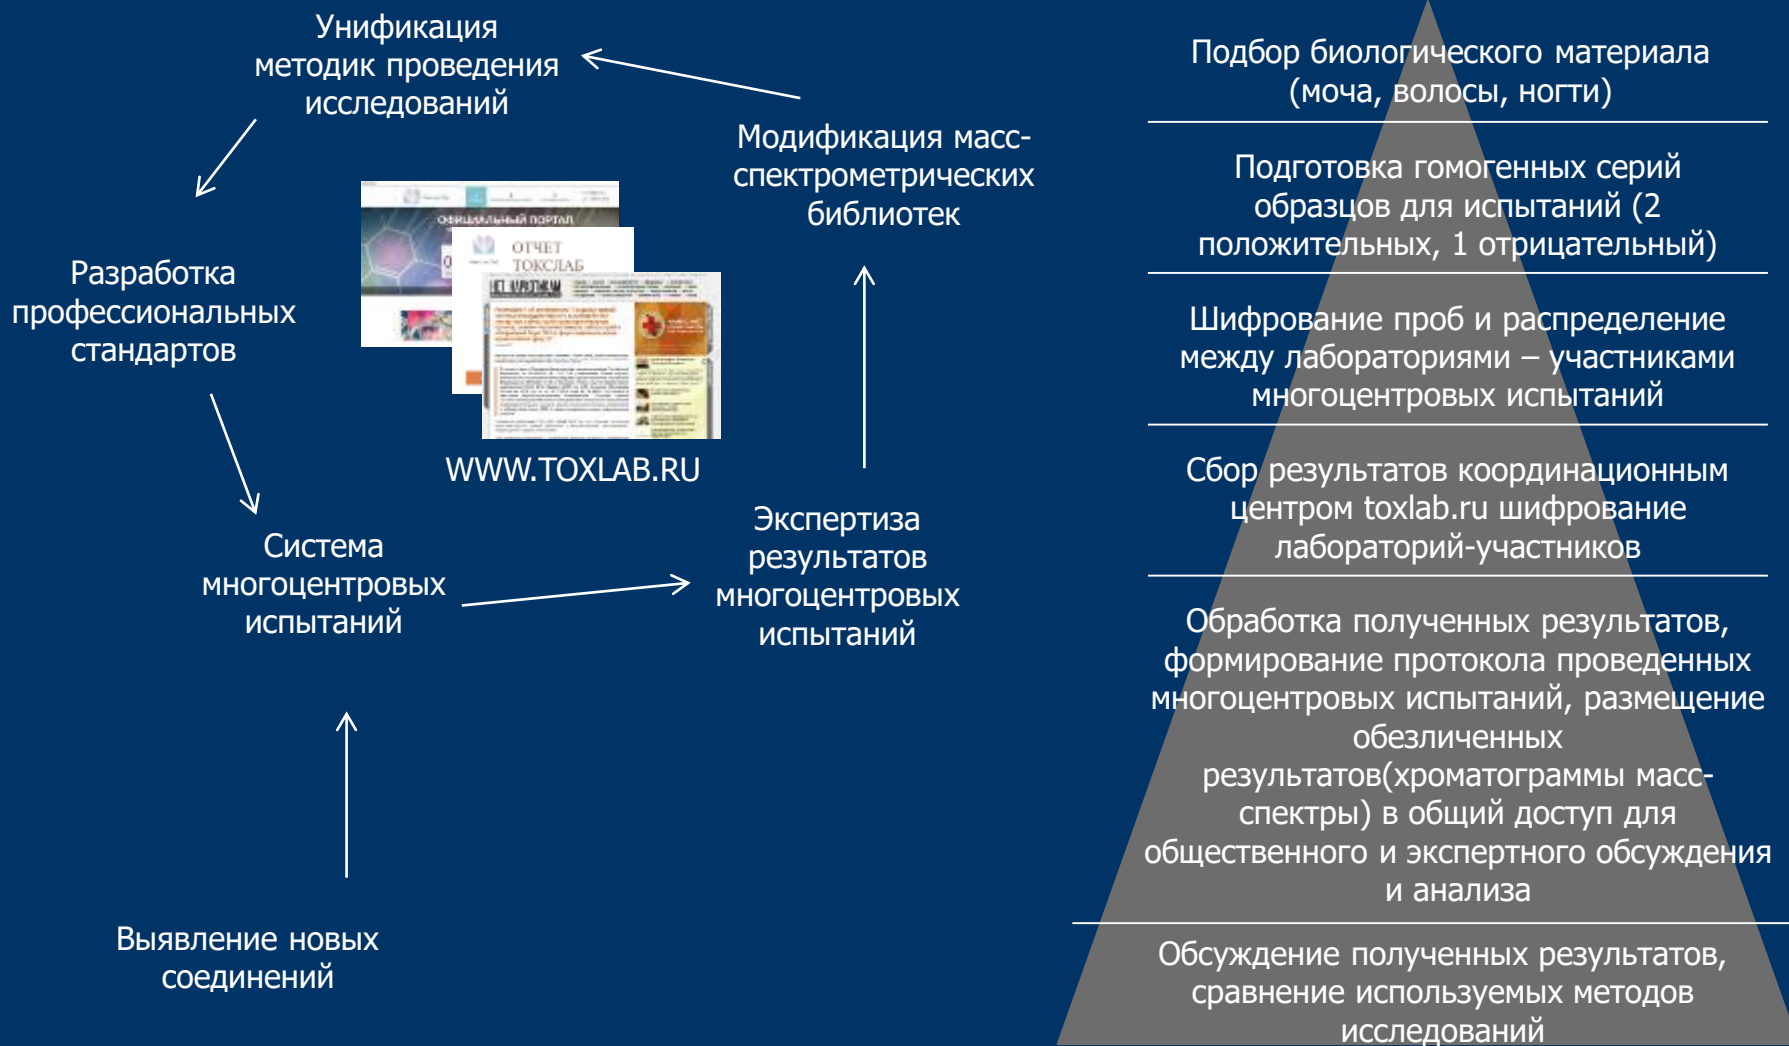 Унификация
методик проведения
исследований
Модификация масс-
спектрометрических
библиотек
Разработка
профессиональных
стандартов
ОФИЦИАЛЬНЫЙ ПОРТАЛ
ОТЧЕТ
ТОКСЛАБ
НЕТ НАРКОТИКАМ
WWW.TOXLAB.RU
Система
многоцентровых
испытаний
Экспертиза
результатов
многоцентровых
испытаний
Выявление новых
соединений
Подбор биологического материала
(моча, волосы, ногти)
Подготовка гомогенных серий
образцов для испытаний (2
положительных, 1 отрицательный)
Шифрование проб и распределение
между лабораториями – участниками
многоцентровых испытаний
Сбор результатов координационным
центром toxlab.ru шифрование
лабораторий-участников
Обработка полученных результатов,
формирование протокола проведенных
многоцентровых испытаний, размещение
обезличенных
результатов(хроматограммы масс-
спектры) в общий доступ для
общественного и экспертного обсуждения
и анализа
Обсуждение полученных результатов,
сравнение используемых методов
исследований